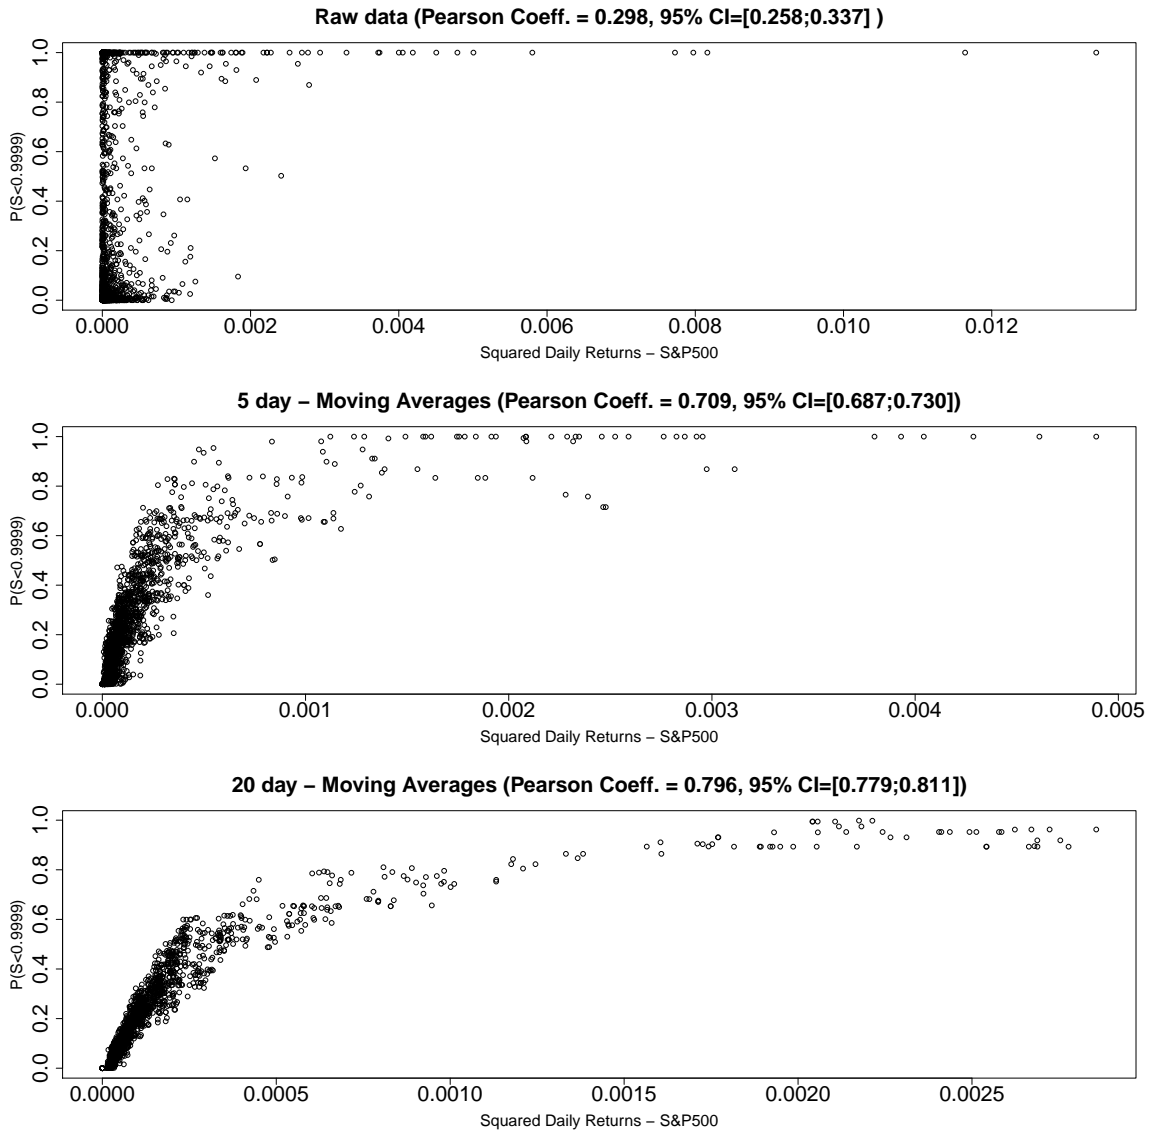 Raw data (Pearson Coeff. = 0.298, 95% CI=[0.258;0.337] )
P(S<0.9999)
1.0
0.8
0.6
0.4
0.2
0.0
0.000 0.002 0.004 0.006 0.008 0.010 0.012
Squared Daily Returns − S&P500
5 day − Moving Averages (Pearson Coeff. = 0.709, 95% CI=[0.687;0.730])
P(S<0.9999)
1.0
0.8
0.6
0.4
0.2
0.0
0.000 0.001 0.002 0.003 0.004 0.005
Squared Daily Returns − S&P500
20 day − Moving Averages (Pearson Coeff. = 0.796, 95% CI=[0.779;0.811])
P(S<0.9999)
1.0
0.8
0.6
0.4
0.2
0.0
0.0000 0.0005 0.0010 0.0015 0.0020 0.0025
Squared Daily Returns − S&P500